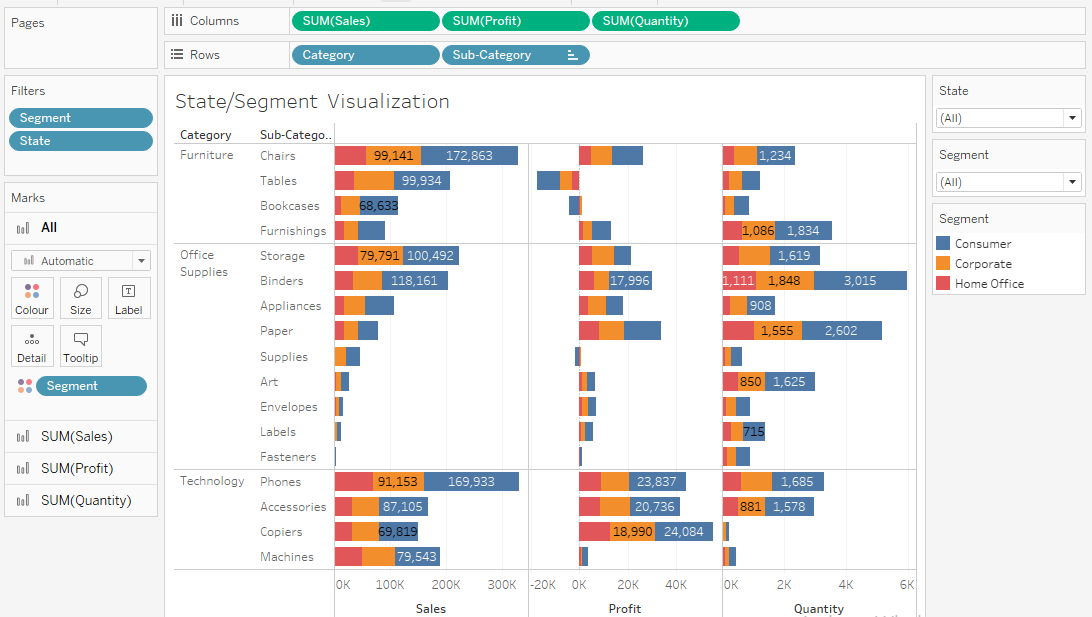 Pages
Columns
SUM(Sales)
SUM(Profit)
SUM(Quantity)
Rows
Category
Sub-Category
Filters
Segment
State
Marks
All
Automatic
Colour
Size
Label
Detail
Tooltip
Segment
SUM(Sales)
SUM(Profit)
SUM(Quantity)
State/Segment Visualization
Category Sub-Catego..
Furniture Chairs 99,141 172,863 1,234
Tables 99,934
Bookcases 68,633
Furnishings 1,086 1,834
Office Supplies Storage 79,791 100,492 1,619
Binders 118,161 17,996 1,111 1,848 3,015
Appliances 908
Paper 1,555 2,602
Supplies
Art 850 1,625
Envelopes
Labels 715
Fasteners
Technology Phones 91,153 169,933 23,837 1,685
Accessories 87,105 20,736 881 1,578
Copiers 69,819 18,990 24,084
Machines 79,543
0K 100K 200K 300K -20K 0K 20K 40K 0K 2K 4K 6K
Sales Profit Quantity
State
(All)
Segment
(All)
Segment
Consumer
Corporate
Home Office